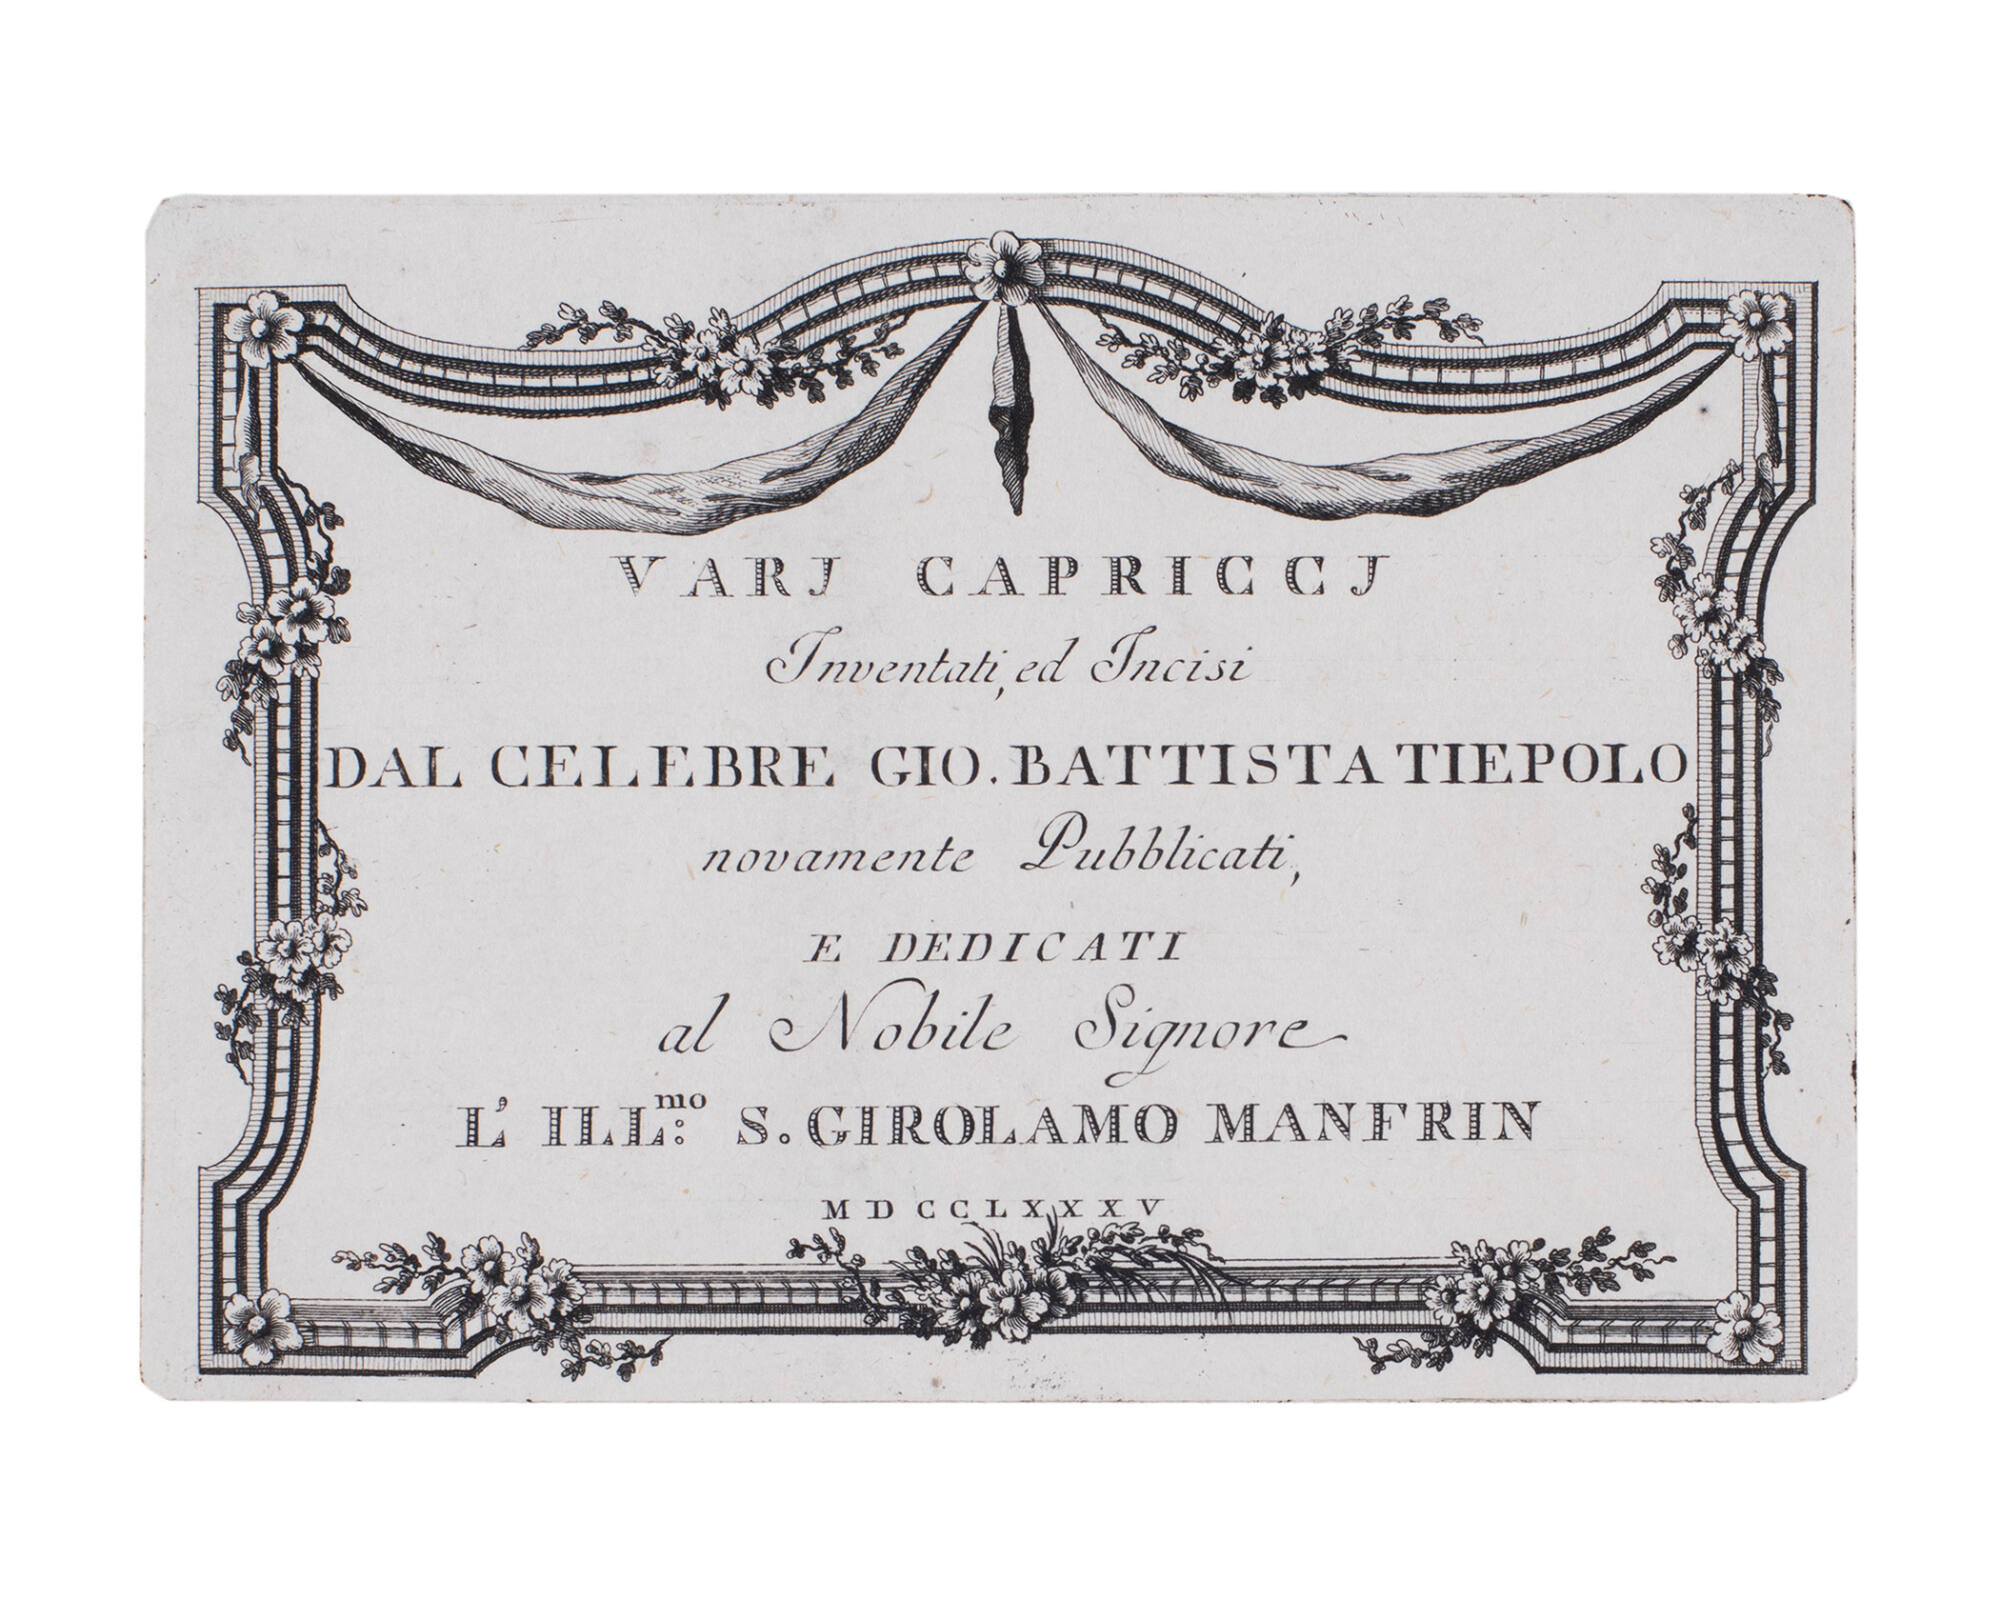 VARJ CAPRICCJ
Inventati, ed Incisi
DAL CELEBRE GIO. BATTISTA TIEPOLO
novamente Pubblicati,
E DEDICATI
al Nobile Signore
L' ILL:mo S. GIROLAMO MANFRIN
MDCCLXXXV